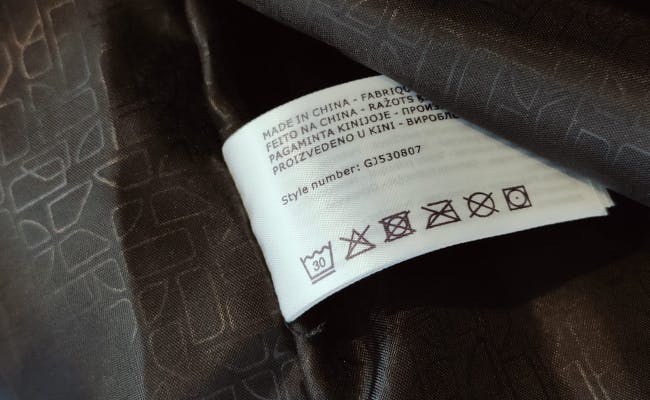 MADE IN CHINA - FABRIQU
FEITO NA CHINA - RAŽOTS
PAGAMINTA KINIJOJE - ПРОИЗ
PROIZVEDENO U KINI - ВИРОБЛ
Style number: GJ530807
30